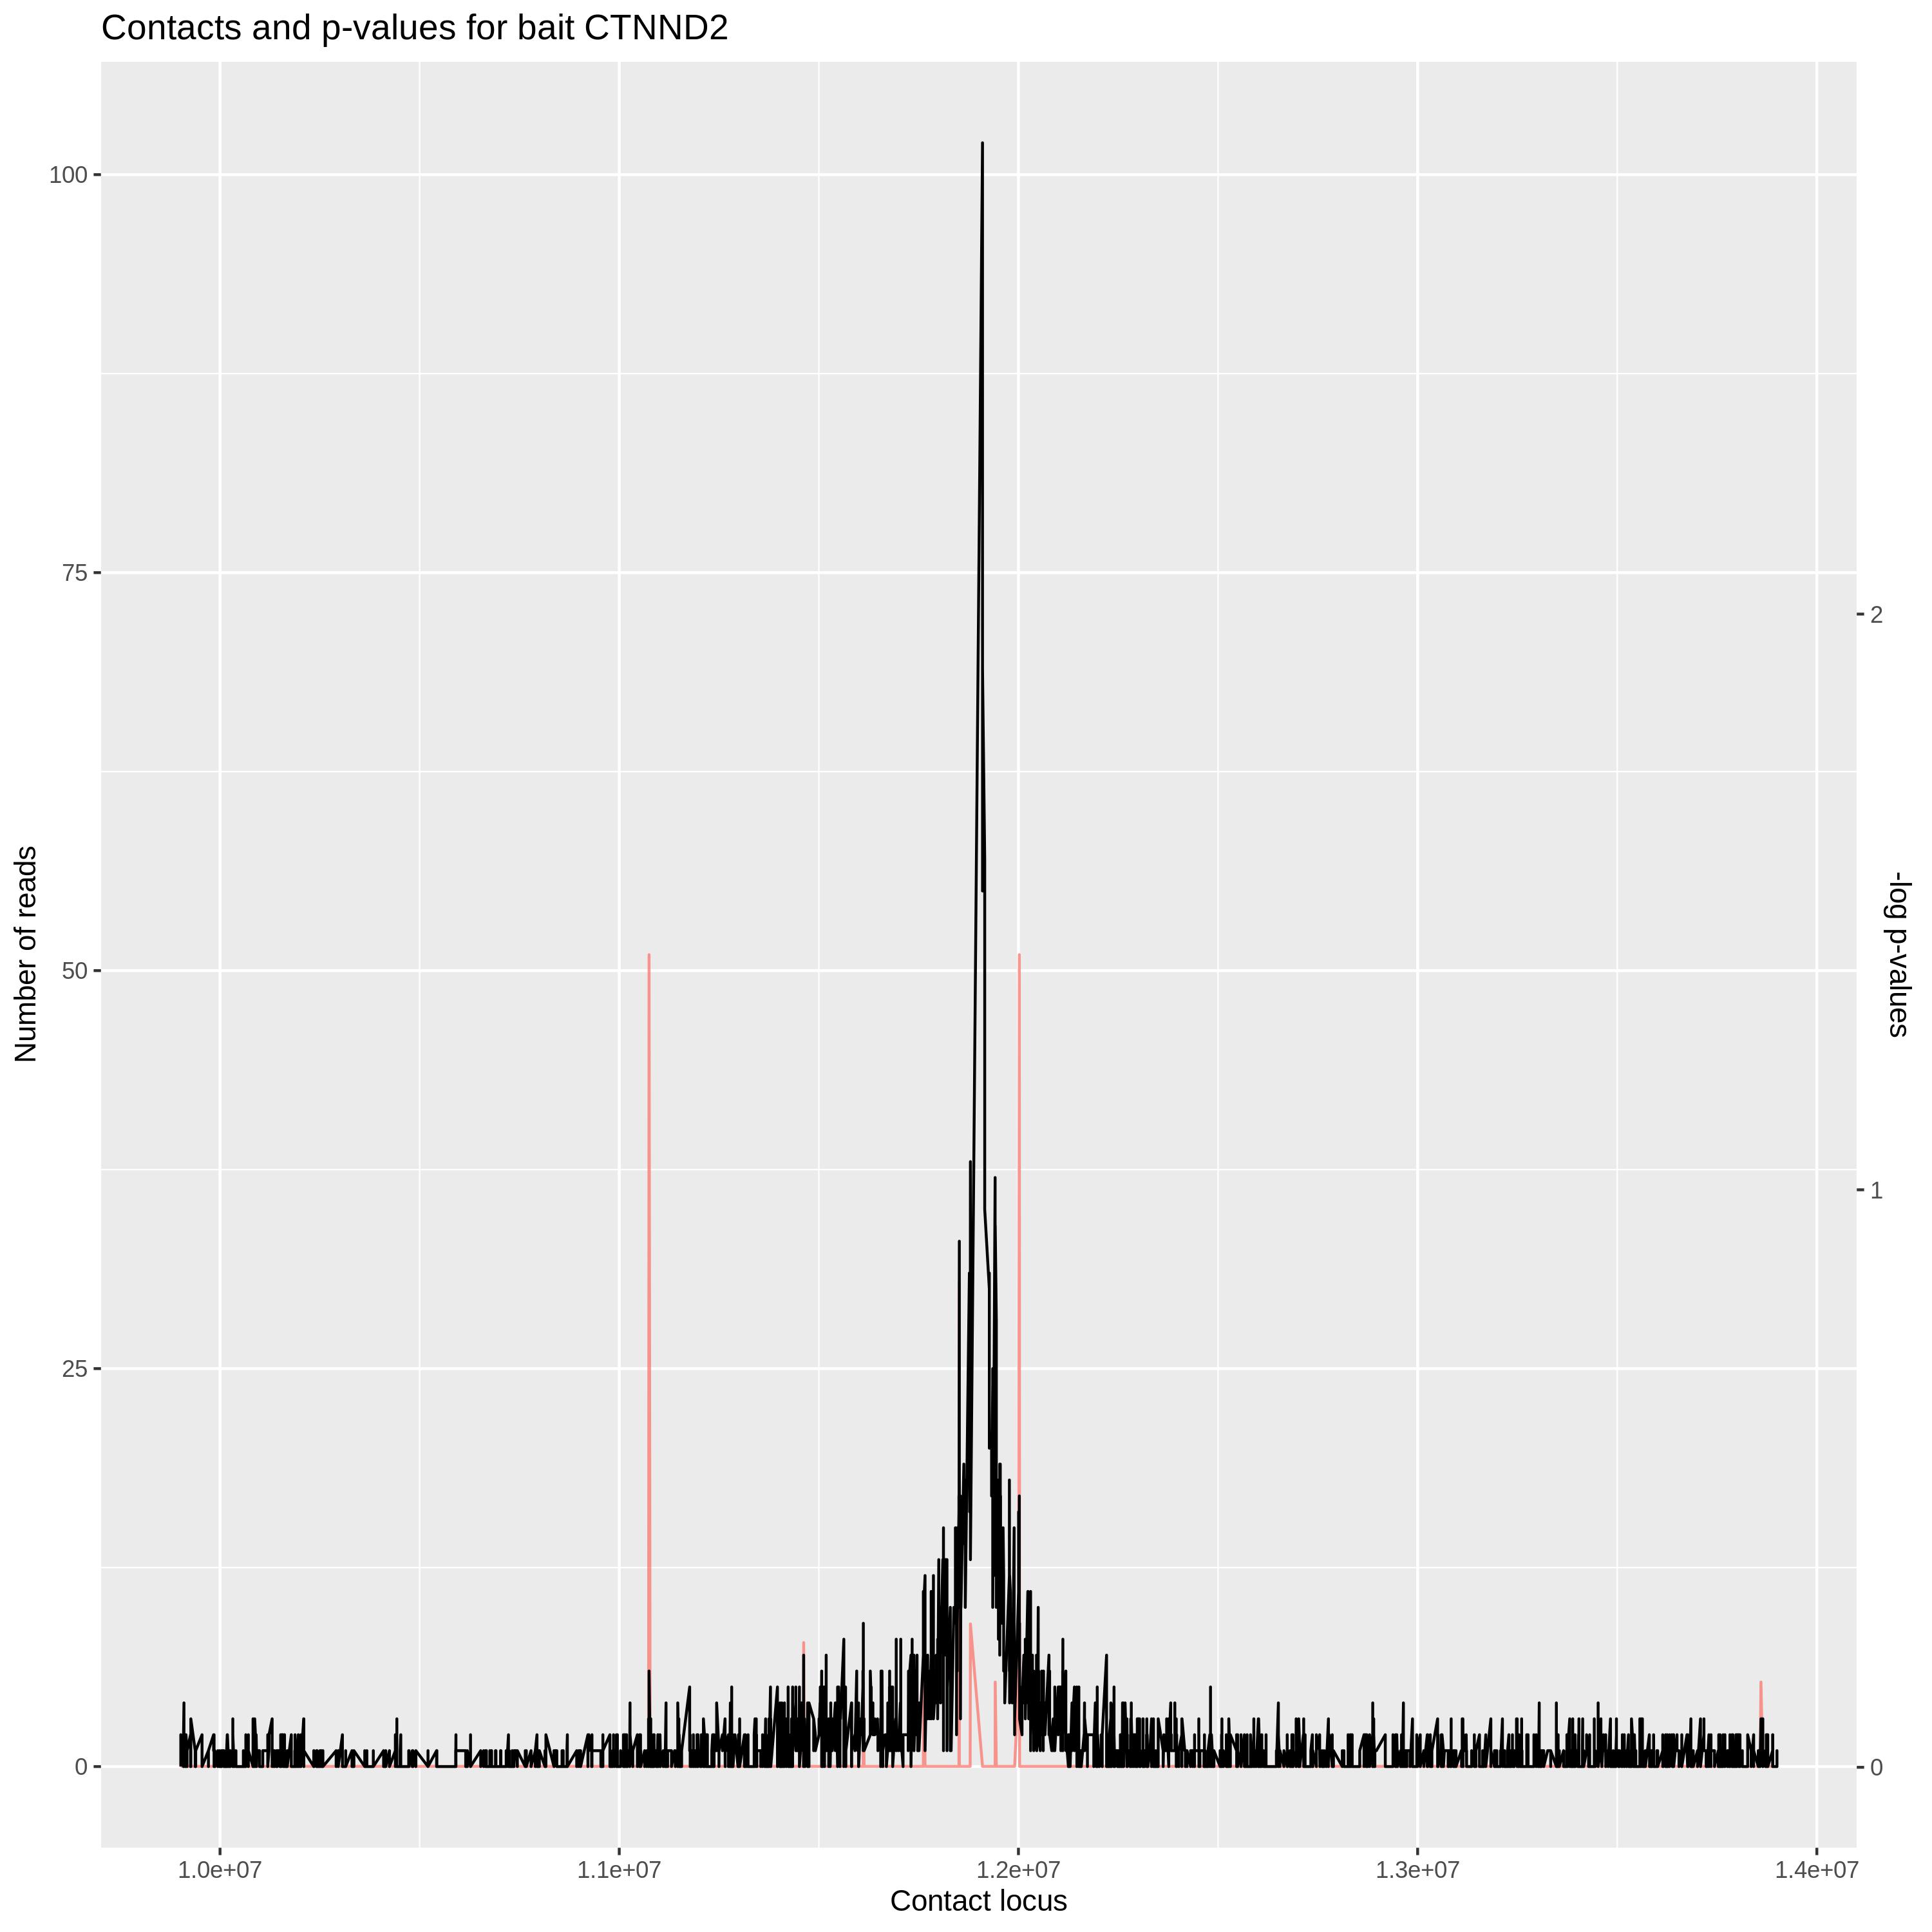 Contacts and p-values for bait CTNND2
100
75
50
25
0
Number of reads
2
1
0
-log p-values
1.0e+07
1.1e+07
1.2e+07
1.3e+07
1.4e+07
Contact locus